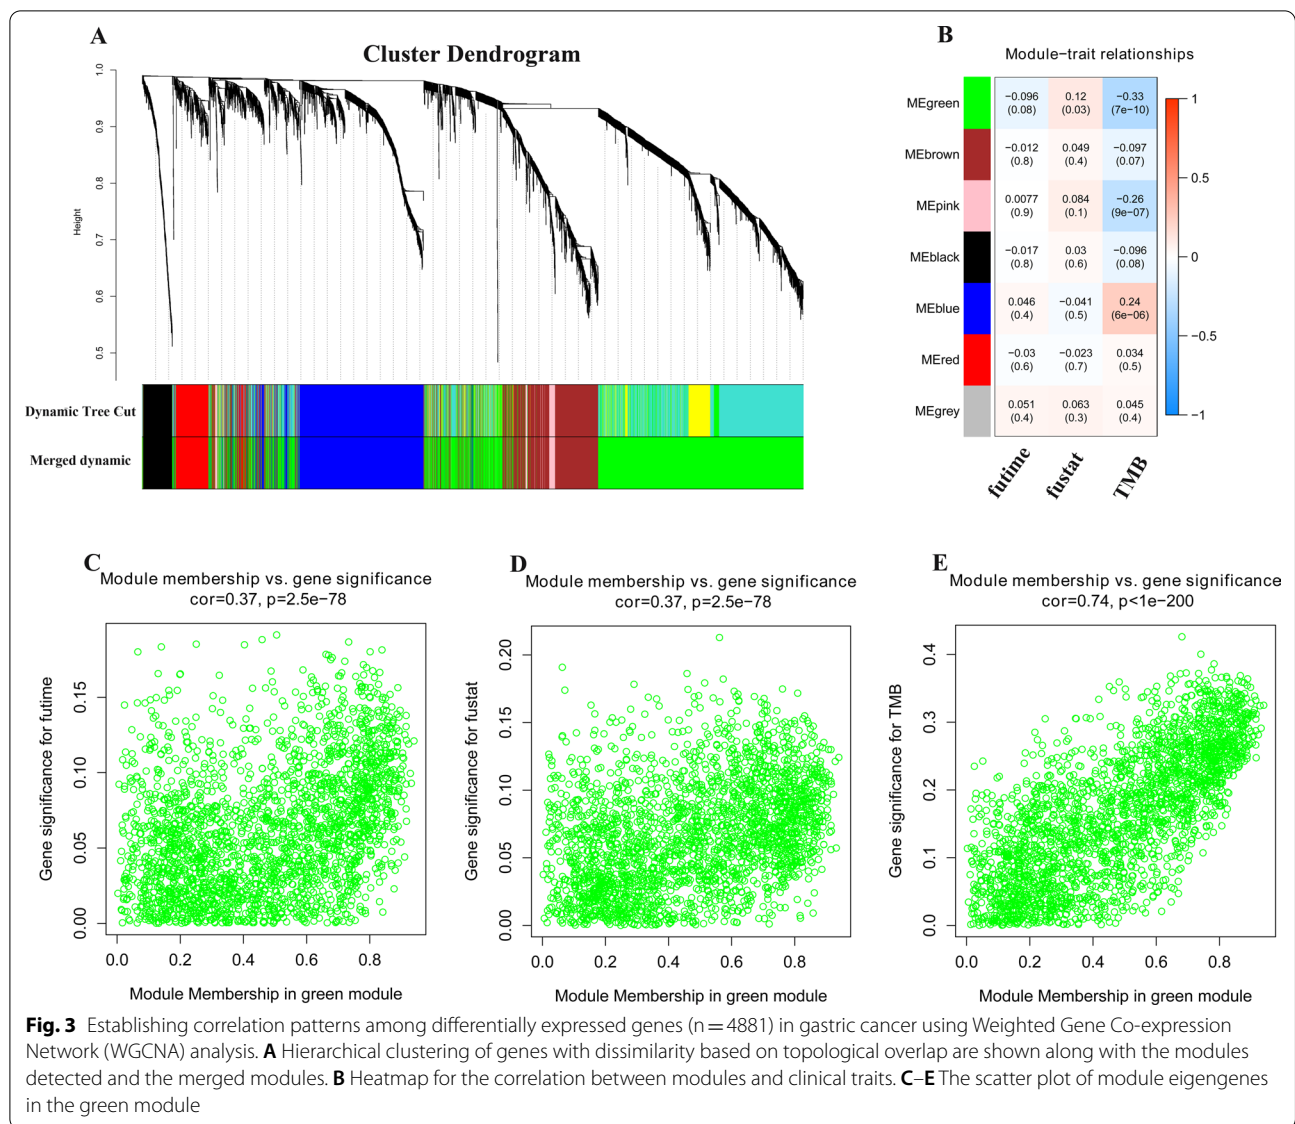 A
Cluster Dendrogram
Height
1.0
0.9
0.8
0.7
0.6
0.5
Dynamic Tree Cut
Merged dynamic
B
Module−trait relationships
MEgreen −0.096 0.12 −0.33
(0.08) (0.03) (7e−10)
MEbrown −0.012 0.049 −0.097
(0.8) (0.4) (0.07)
MEpink 0.0077 0.084 −0.26
(0.9) (0.1) (9e−07)
MEblack −0.017 0.03 −0.096
(0.8) (0.6) (0.08)
MEblue 0.046 −0.041 0.24
(0.4) (0.5) (6e−06)
MEred −0.03 −0.023 0.034
(0.6) (0.7) (0.5)
MEgrey 0.051 0.063 0.045
(0.4) (0.3) (0.4)
futime fustat TMB
1
0.5
0
−0.5
−1
C
Module membership vs. gene significance
cor=0.37, p=2.5e−78
Gene significance for futime
0.15
0.10
0.05
0.00
0.0 0.2 0.4 0.6 0.8
Module Membership in green module
D
Module membership vs. gene significance
cor=0.37, p=2.5e−78
Gene significance for fustat
0.20
0.15
0.10
0.05
0.00
0.0 0.2 0.4 0.6 0.8
Module Membership in green module
E
Module membership vs. gene significance
cor=0.74, p<1e−200
Gene significance for TMB
0.4
0.3
0.2
0.1
0.0
0.0 0.2 0.4 0.6 0.8
Module Membership in green module
Fig. 3 Establishing correlation patterns among differentially expressed genes (n = 4881) in gastric cancer using Weighted Gene Co-expression
Network (WGCNA) analysis. A Hierarchical clustering of genes with dissimilarity based on topological overlap are shown along with the modules
detected and the merged modules. B Heatmap for the correlation between modules and clinical traits. C–E The scatter plot of module eigengenes
in the green module